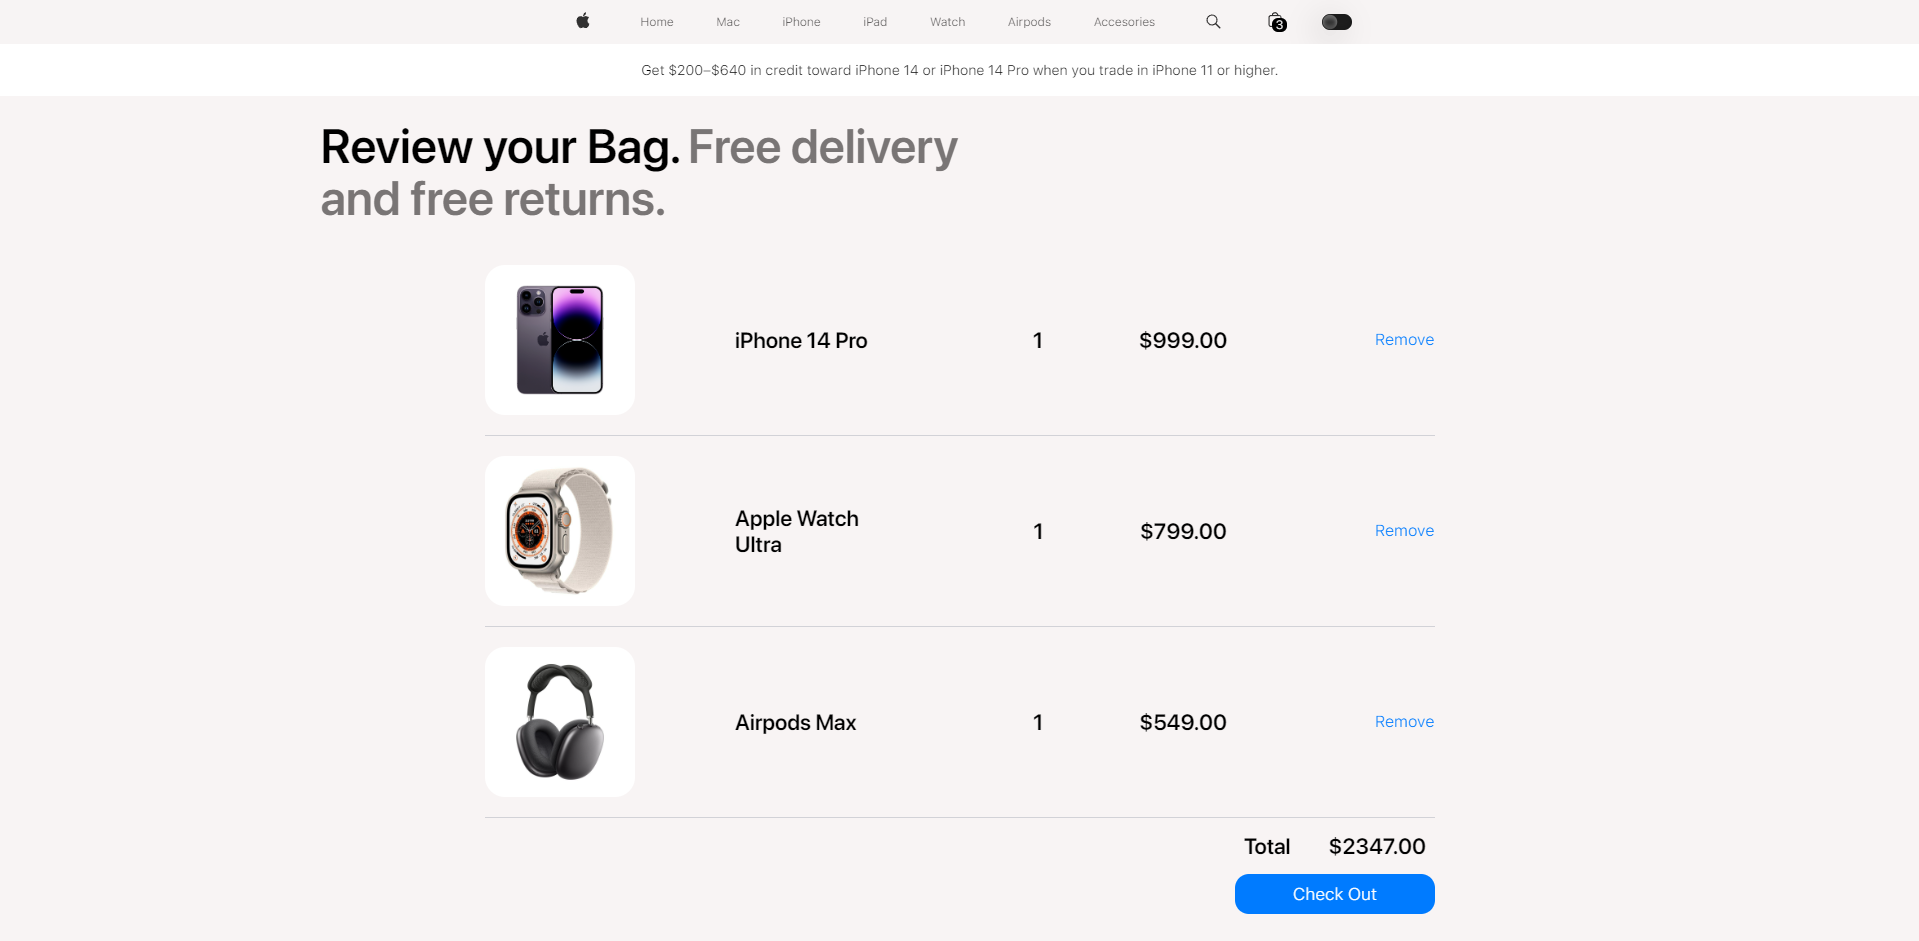 Home Mac iPhone iPad Watch Airpods Accesories 3
Get $200–$640 in credit toward iPhone 14 or iPhone 14 Pro when you trade in iPhone 11 or higher.
Review your Bag. Free delivery
and free returns.
iPhone 14 Pro 1 $999.00 Remove
Apple Watch
Ultra 1 $799.00 Remove
Airpods Max 1 $549.00 Remove
Total $2347.00
Check Out